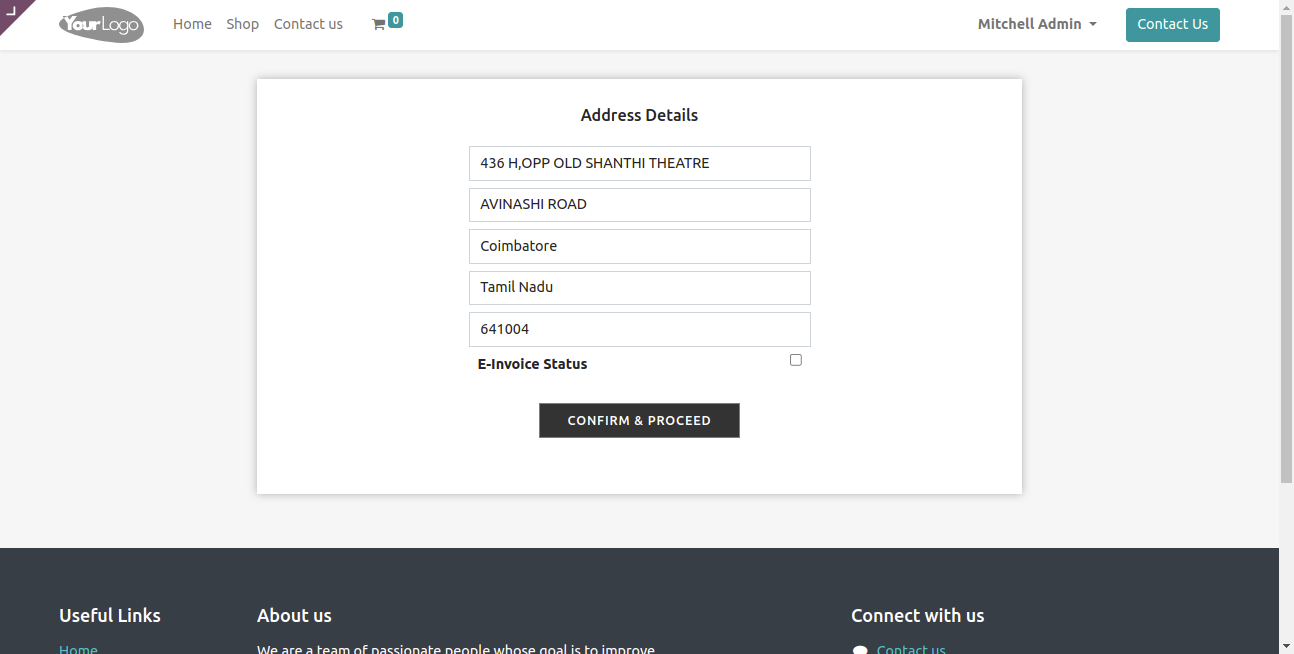 YourLogo Home Shop Contact us 0 Mitchell Admin Contact Us
Address Details
436 H,OPP OLD SHANTHI THEATRE
AVINASHI ROAD
Coimbatore
Tamil Nadu
641004
E-Invoice Status
CONFIRM & PROCEED
Useful Links
Home
About us
We are a team of passionate people whose goal is to improve
Connect with us
Contact us